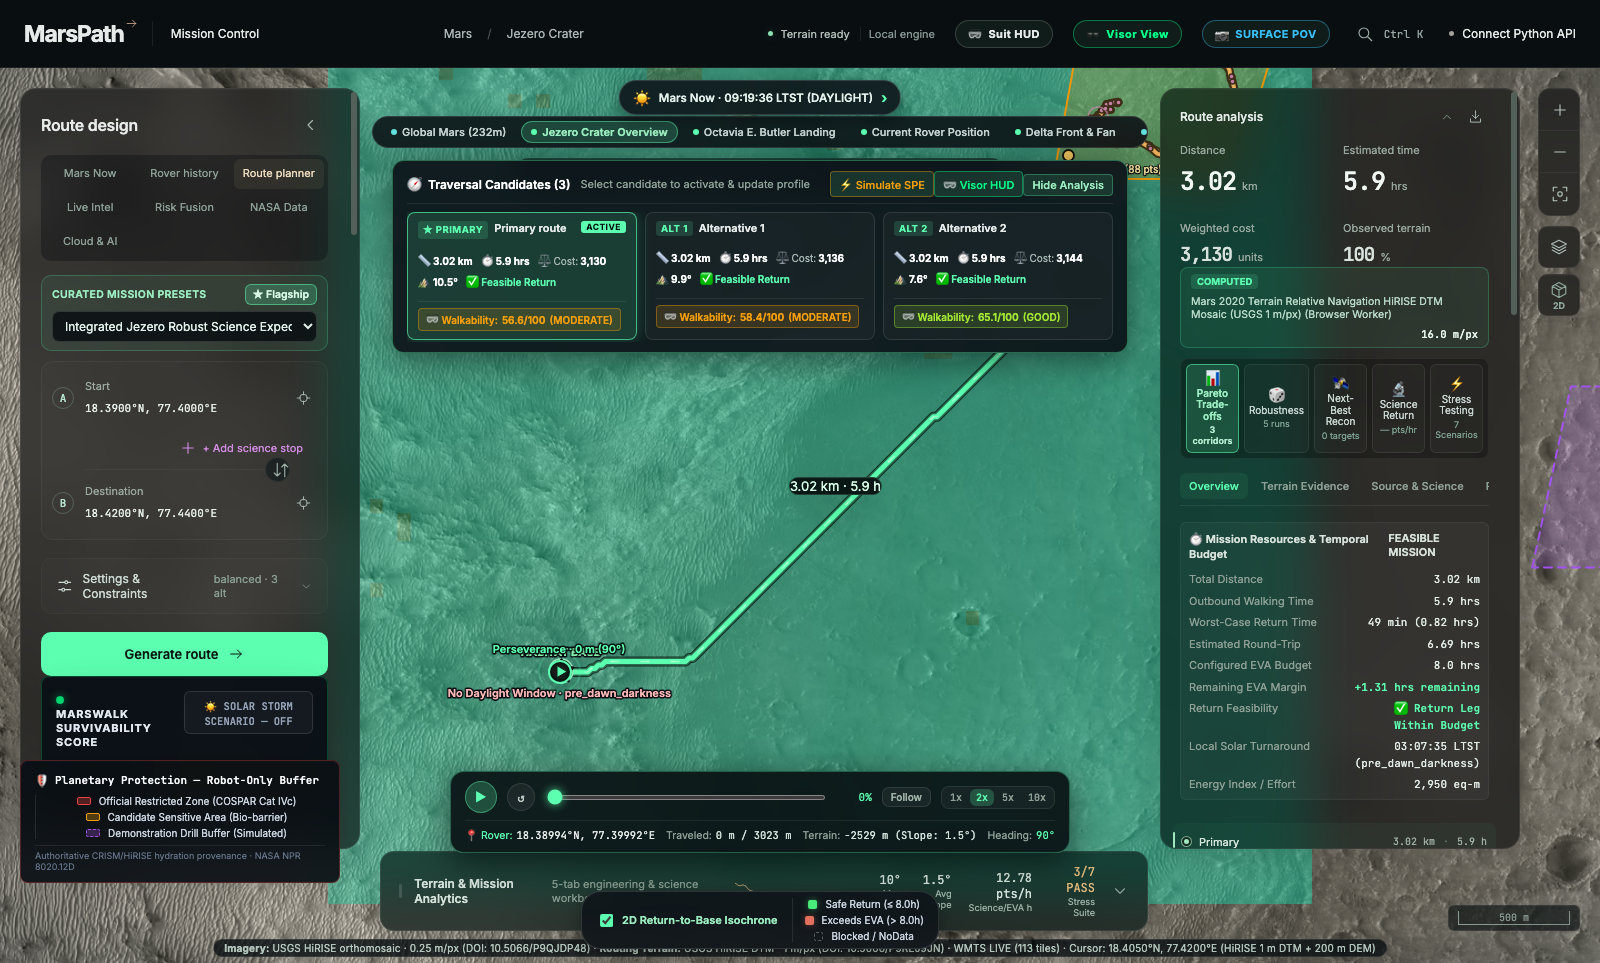 MarsPath→
Mission Control
Mars / Jezero Crater
Terrain ready
Local engine
Suit HUD
Visor View
SURFACE POV
Ctrl K
Connect Python API
Mars Now · 09:19:36 LTST (DAYLIGHT) ›
Global Mars (232m)
Jezero Crater Overview
Octavia E. Butler Landing
Current Rover Position
Delta Front & Fan
Route design
Mars Now
Rover history
Route planner
Live Intel
Risk Fusion
NASA Data
Cloud & AI
CURATED MISSION PRESETS
★ Flagship
Integrated Jezero Robust Science Expec
A
Start
18.3900°N, 77.4000°E
+ Add science stop
B
Destination
18.4200°N, 77.4400°E
Settings & Constraints
balanced · 3 alt
Generate route →
MARSWALK SURVIVABILITY SCORE
SOLAR STORM SCENARIO — OFF
Planetary Protection — Robot-Only Buffer
Official Restricted Zone (COSPAR Cat IVc)
Candidate Sensitive Area (Bio-barrier)
Demonstration Drill Buffer (Simulated)
Authoritative CRISM/HiRISE hydration provenance · NASA NPR 8020.12D
Traversal Candidates (3)
Select candidate to activate & update profile
Simulate SPE
Visor HUD
Hide Analysis
88 pts
★ PRIMARY
Primary route
ACTIVE
3.02 km
5.9 hrs
Cost: 3,130
10.5°
Feasible Return
Walkability: 56.6/100 (MODERATE)
ALT 1
Alternative 1
3.02 km
5.9 hrs
Cost: 3,136
9.9°
Feasible Return
Walkability: 58.4/100 (MODERATE)
ALT 2
Alternative 2
3.02 km
5.9 hrs
Cost: 3,144
7.6°
Feasible Return
Walkability: 65.1/100 (GOOD)
3.02 km · 5.9 h
Perseverance · 0 m (90°)
No Daylight Window · pre_dawn_darkness
0%
Follow
1x
2x
5x
10x
Rover: 18.38994°N, 77.39992°E
Traveled: 0 m / 3023 m
Terrain: -2529 m (Slope: 1.5°)
Heading: 90°
Terrain & Mission Analytics
5-tab engineering & science
10°
1.5°
Avg
12.78 pts/h
Science/EVA h
3/7 PASS
Stress Suite
2D Return-to-Base Isochrone
Safe Return (≤ 8.0h)
Exceeds EVA (> 8.0h)
Blocked / NoData
Imagery: USGS HiRISE orthomosaic · 0.25 m/px (DOI: 10.5066/P9QJDP48) · Routing Terrain: USGS HiRISE DTM · WMTS LIVE (113 tiles) · Cursor: 18.4050°N, 77.4200°E (HiRISE 1 m DTM + 200 m DEM)
Route analysis
Distance
3.02 km
Estimated time
5.9 hrs
Weighted cost
3,130 units
Observed terrain
100 %
COMPUTED
Mars 2020 Terrain Relative Navigation HiRISE DTM
Mosaic (USGS 1 m/px) (Browser Worker)
16.0 m/px
Pareto Trade-offs
3 corridors
Robustness
5 runs
Next-Best Recon
0 targets
Science Return
— pts/hr
Stress Testing
7 Scenarios
Overview
Terrain Evidence
Source & Science
Mission Resources & Temporal Budget
FEASIBLE MISSION
Total Distance 3.02 km
Outbound Walking Time 5.9 hrs
Worst-Case Return Time 49 min (0.82 hrs)
Estimated Round-Trip 6.69 hrs
Configured EVA Budget 8.0 hrs
Remaining EVA Margin +1.31 hrs remaining
Return Feasibility Return Leg Within Budget
Local Solar Turnaround 03:07:35 LTST (pre_dawn_darkness)
Energy Index / Effort 2,950 eq-m
Primary 3.02 km · 5.9 h
2D
500 m